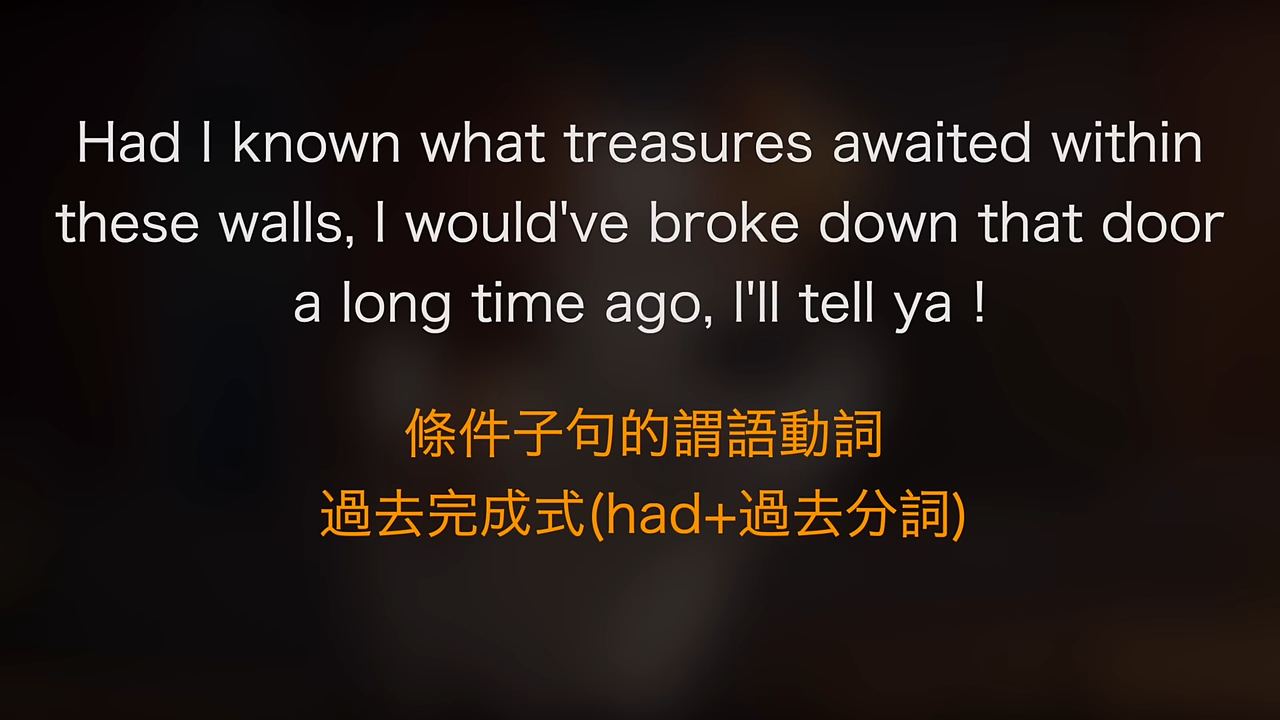 Had I known what treasures awaited within
these walls, I would've broke down that door
a long time ago, I'll tell ya !
條件子句的謂語動詞
過去完成式(had+過去分詞)